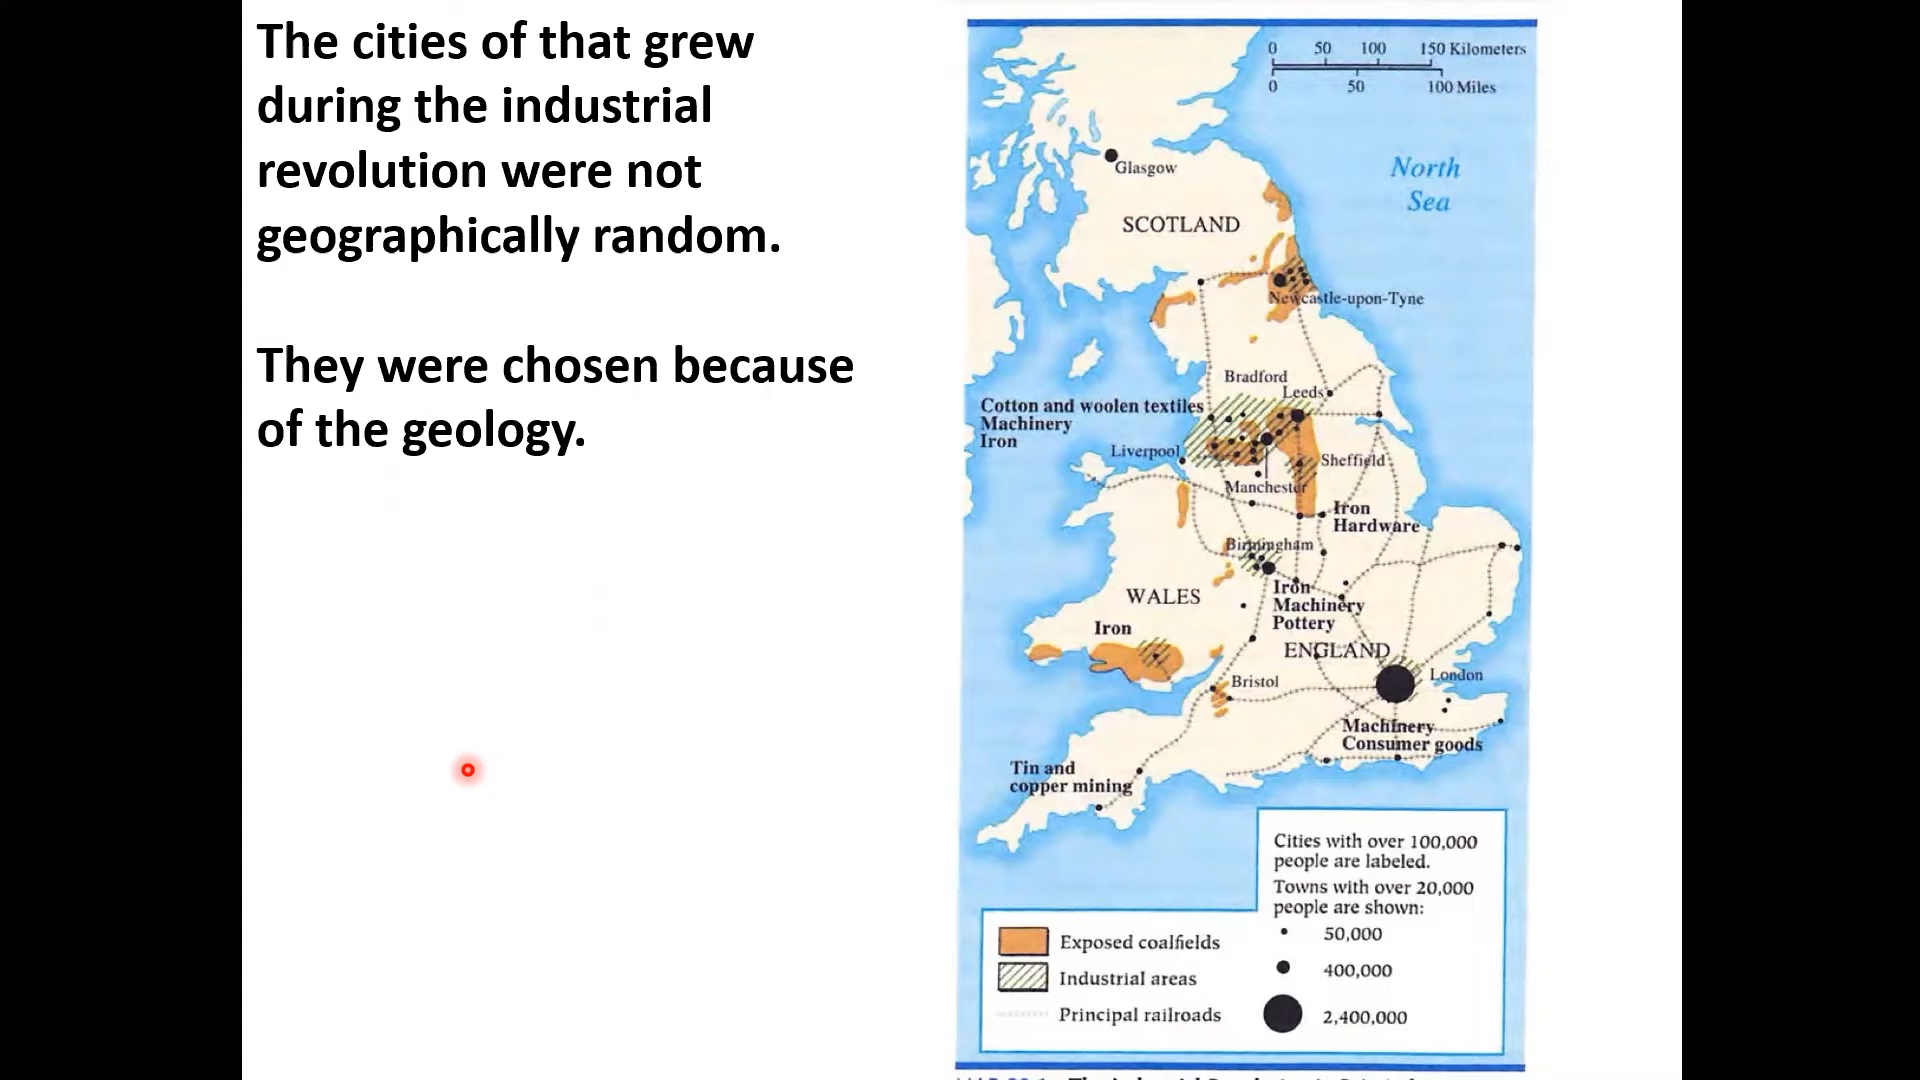 The cities of that grew
during the industrial
revolution were not
geographically random.
They were chosen because
of the geology.
0 50 100 150 Kilometers
0 50 100 Miles
North
Sea
Glasgow
SCOTLAND
Newcastle-upon-Tyne
Bradford
Leeds
Cotton and woolen textiles
Machinery
Iron
Liverpool
Sheffield
Manchester
Iron
Hardware
Birmingham
WALES
Iron
Machinery
Pottery
Iron
ENGLAND
London
Bristol
Machinery
Consumer goods
Tin and
copper mining
Cities with over 100,000
people are labeled.
Towns with over 20,000
people are shown:
50,000
400,000
2,400,000
Exposed coalfields
Industrial areas
Principal railroads